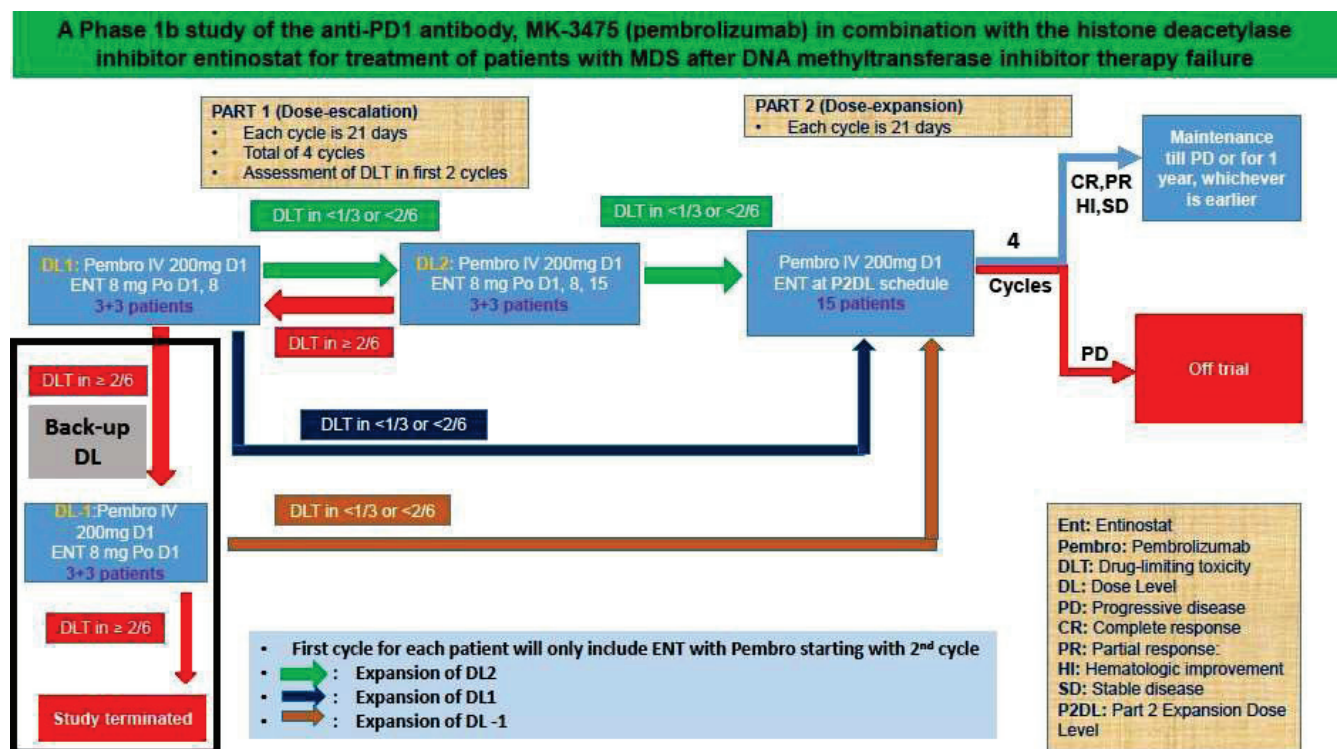 A Phase 1b study of the anti-PD1 antibody, MK-3475 (pembrolizumab) in combination with the histone deacetylase
inhibitor entinostat for treatment of patients with MDS after DNA methyltransferase inhibitor therapy failure
PART 1 (Dose-escalation)
• Each cycle is 21 days
• Total of 4 cycles
• Assessment of DLT in first 2 cycles
PART 2 (Dose-expansion)
• Each cycle is 21 days
Maintenance
till PD or for 1
year, whichever
is earlier
CR,PR
HI,SD
DLT in <1/3 or <2/6
DLT in <1/3 or <2/6
DL1: Pembro IV 200mg D1
ENT 8 mg Po D1, 8
3+3 patients
DL2: Pembro IV 200mg D1
ENT 8 mg Po D1, 8, 15
3+3 patients
Pembro IV 200mg D1
ENT at P2DL schedule
15 patients
4
Cycles
DLT in ≥ 2/6
PD
Off trial
DLT in ≥ 2/6
Back-up
DL
DLT in <1/3 or <2/6
DL-1:Pembro IV
200mg D1
ENT 8 mg Po D1
3+3 patients
DLT in <1/3 or <2/6
DLT in ≥ 2/6
Study terminated
• First cycle for each patient will only include ENT with Pembro starting with 2nd cycle
• : Expansion of DL2
• : Expansion of DL1
• : Expansion of DL -1
Ent: Entinostat
Pembro: Pembrolizumab
DLT: Drug-limiting toxicity
DL: Dose Level
PD: Progressive disease
CR: Complete response
PR: Partial response:
HI: Hematologic improvement
SD: Stable disease
P2DL: Part 2 Expansion Dose
Level